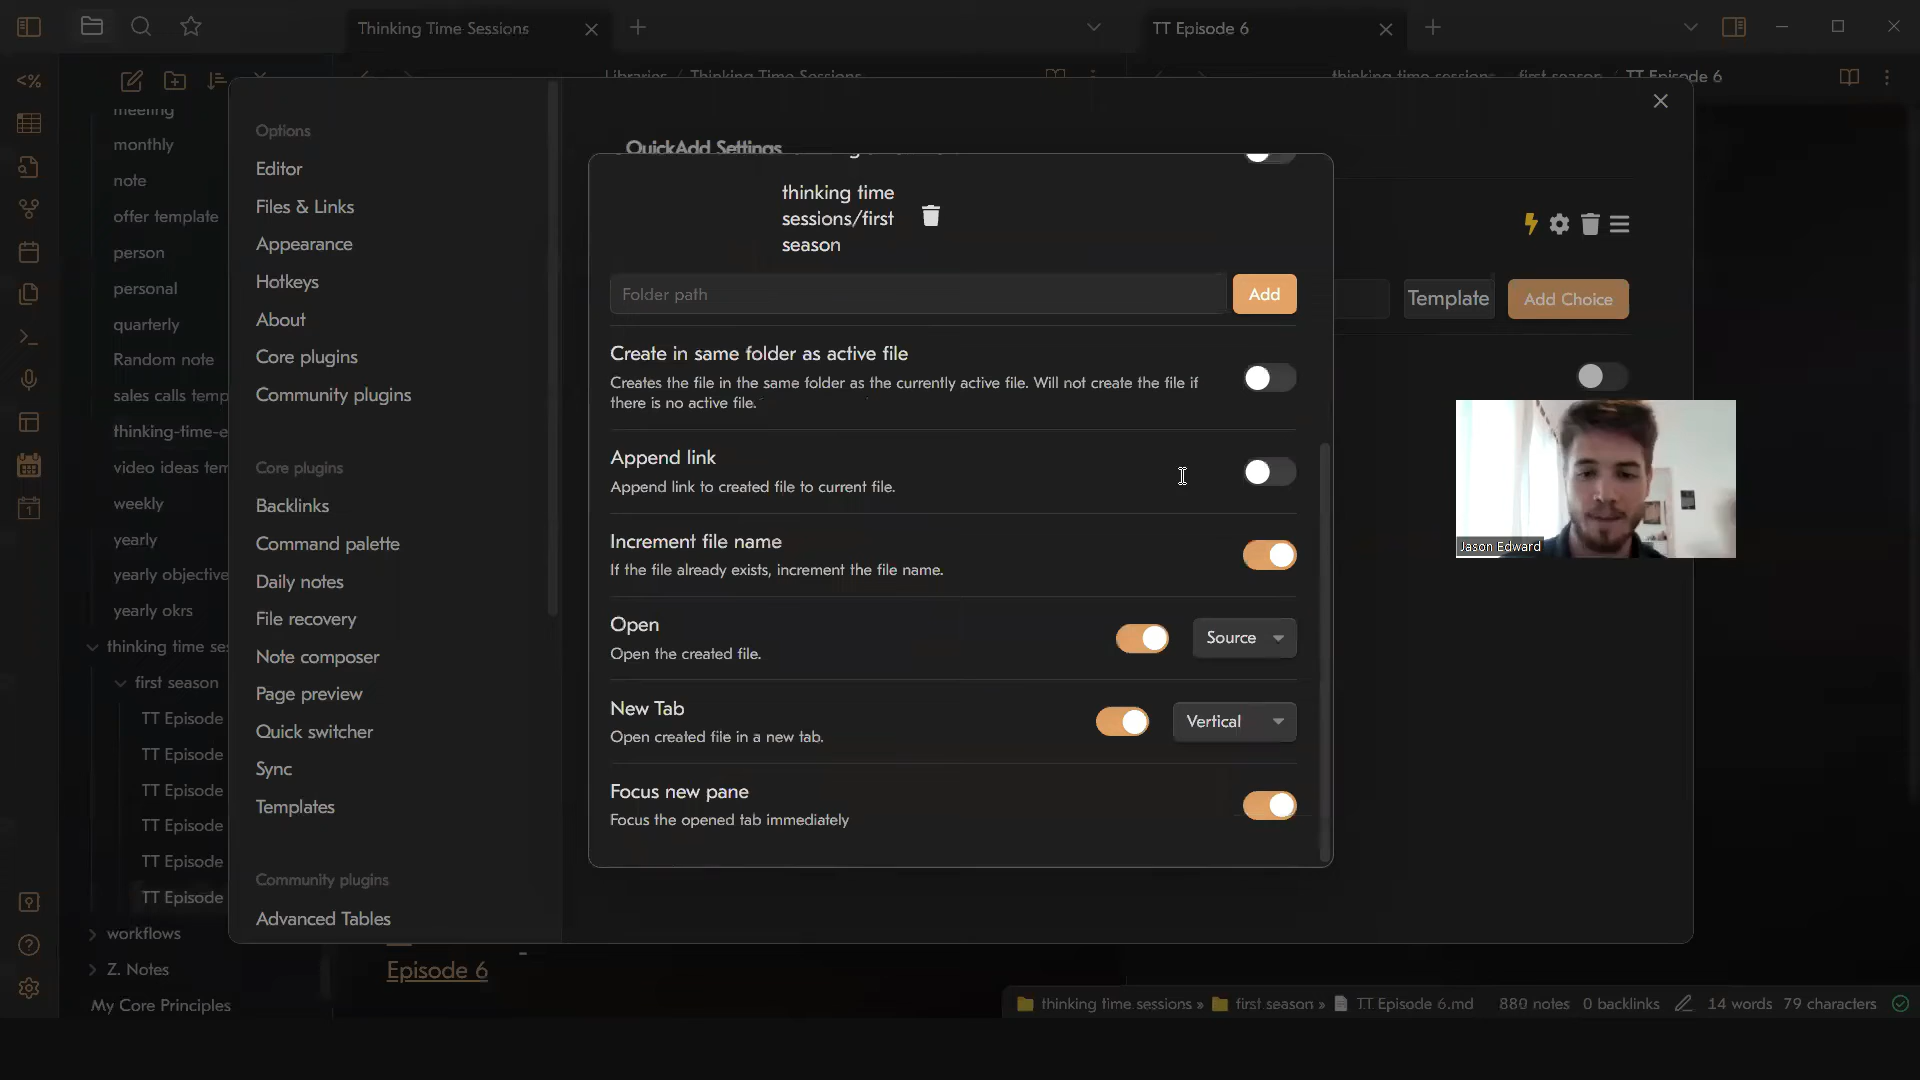 Thinking Time Sessions
TT Episode 6
Libraries / Thinking Time Sessions
thinking time sessions first season / TT Episode 6
meeting
monthly
note
offer template
person
personal
quarterly
Random note
sales calls temp
thinking-time-e
video ideas tem
weekly
yearly
yearly objective
yearly okrs
thinking time ses
first season
TT Episode
TT Episode
TT Episode
TT Episode
TT Episode
TT Episode
workflows
Z. Notes
My Core Principles
Options
Editor
Files & Links
Appearance
Hotkeys
About
Core plugins
Community plugins
Core plugins
Backlinks
Command palette
Daily notes
File recovery
Note composer
Page preview
Quick switcher
Sync
Templates
Community plugins
Advanced Tables
QuickAdd Settings
thinking time
sessions/first
season
Folder path
Add
Template
Add Choice
Create in same folder as active file
Creates the file in the same folder as the currently active file. Will not create the file if
there is no active file.
Append link
Append link to created file to current file.
Increment file name
If the file already exists, increment the file name.
Open
Source
Open the created file.
New Tab
Vertical
Open created file in a new tab.
Focus new pane
Focus the opened tab immediately
Jason Edward
Episode 6
thinking time sessions » first season » TT Episode 6.md 880 notes 0 backlinks 14 words 79 characters